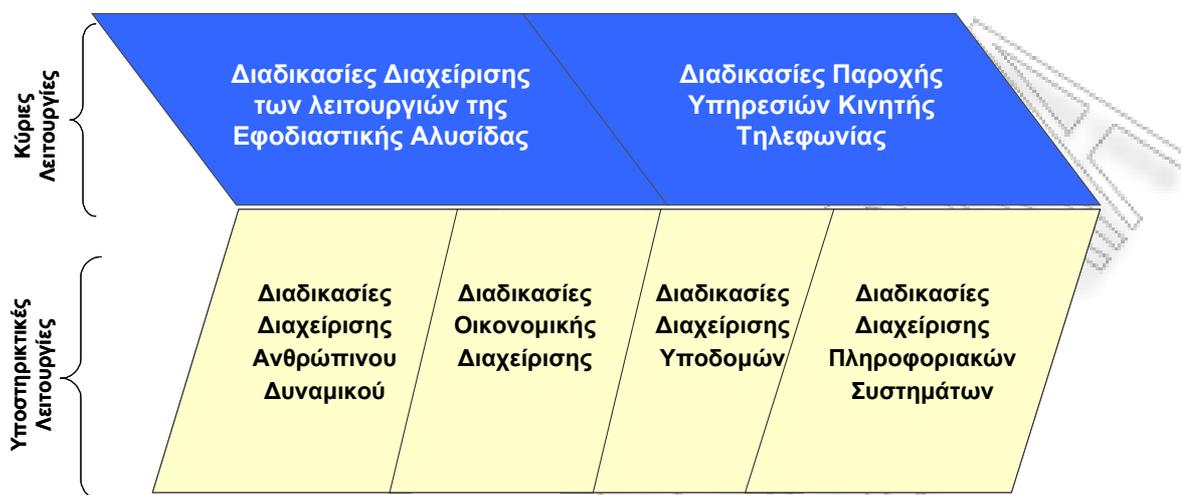 Κύριες
Λειτουργίες
Διαδικασίες Διαχείρισης
των λειτουργιών της
Εφοδιαστικής Αλυσίδας
Διαδικασίες Παροχής
Υπηρεσιών Κινητής
Τηλεφωνίας
Υποστηρικτικές
Λειτουργίες
Διαδικασίες
Διαχείρισης
Ανθρώπινου
Δυναμικού
Διαδικασίες
Οικονομικής
Διαχείρισης
Διαδικασίες
Διαχείρισης
Υποδομών
Διαδικασίες
Διαχείρισης
Πληροφοριακών
Συστημάτων